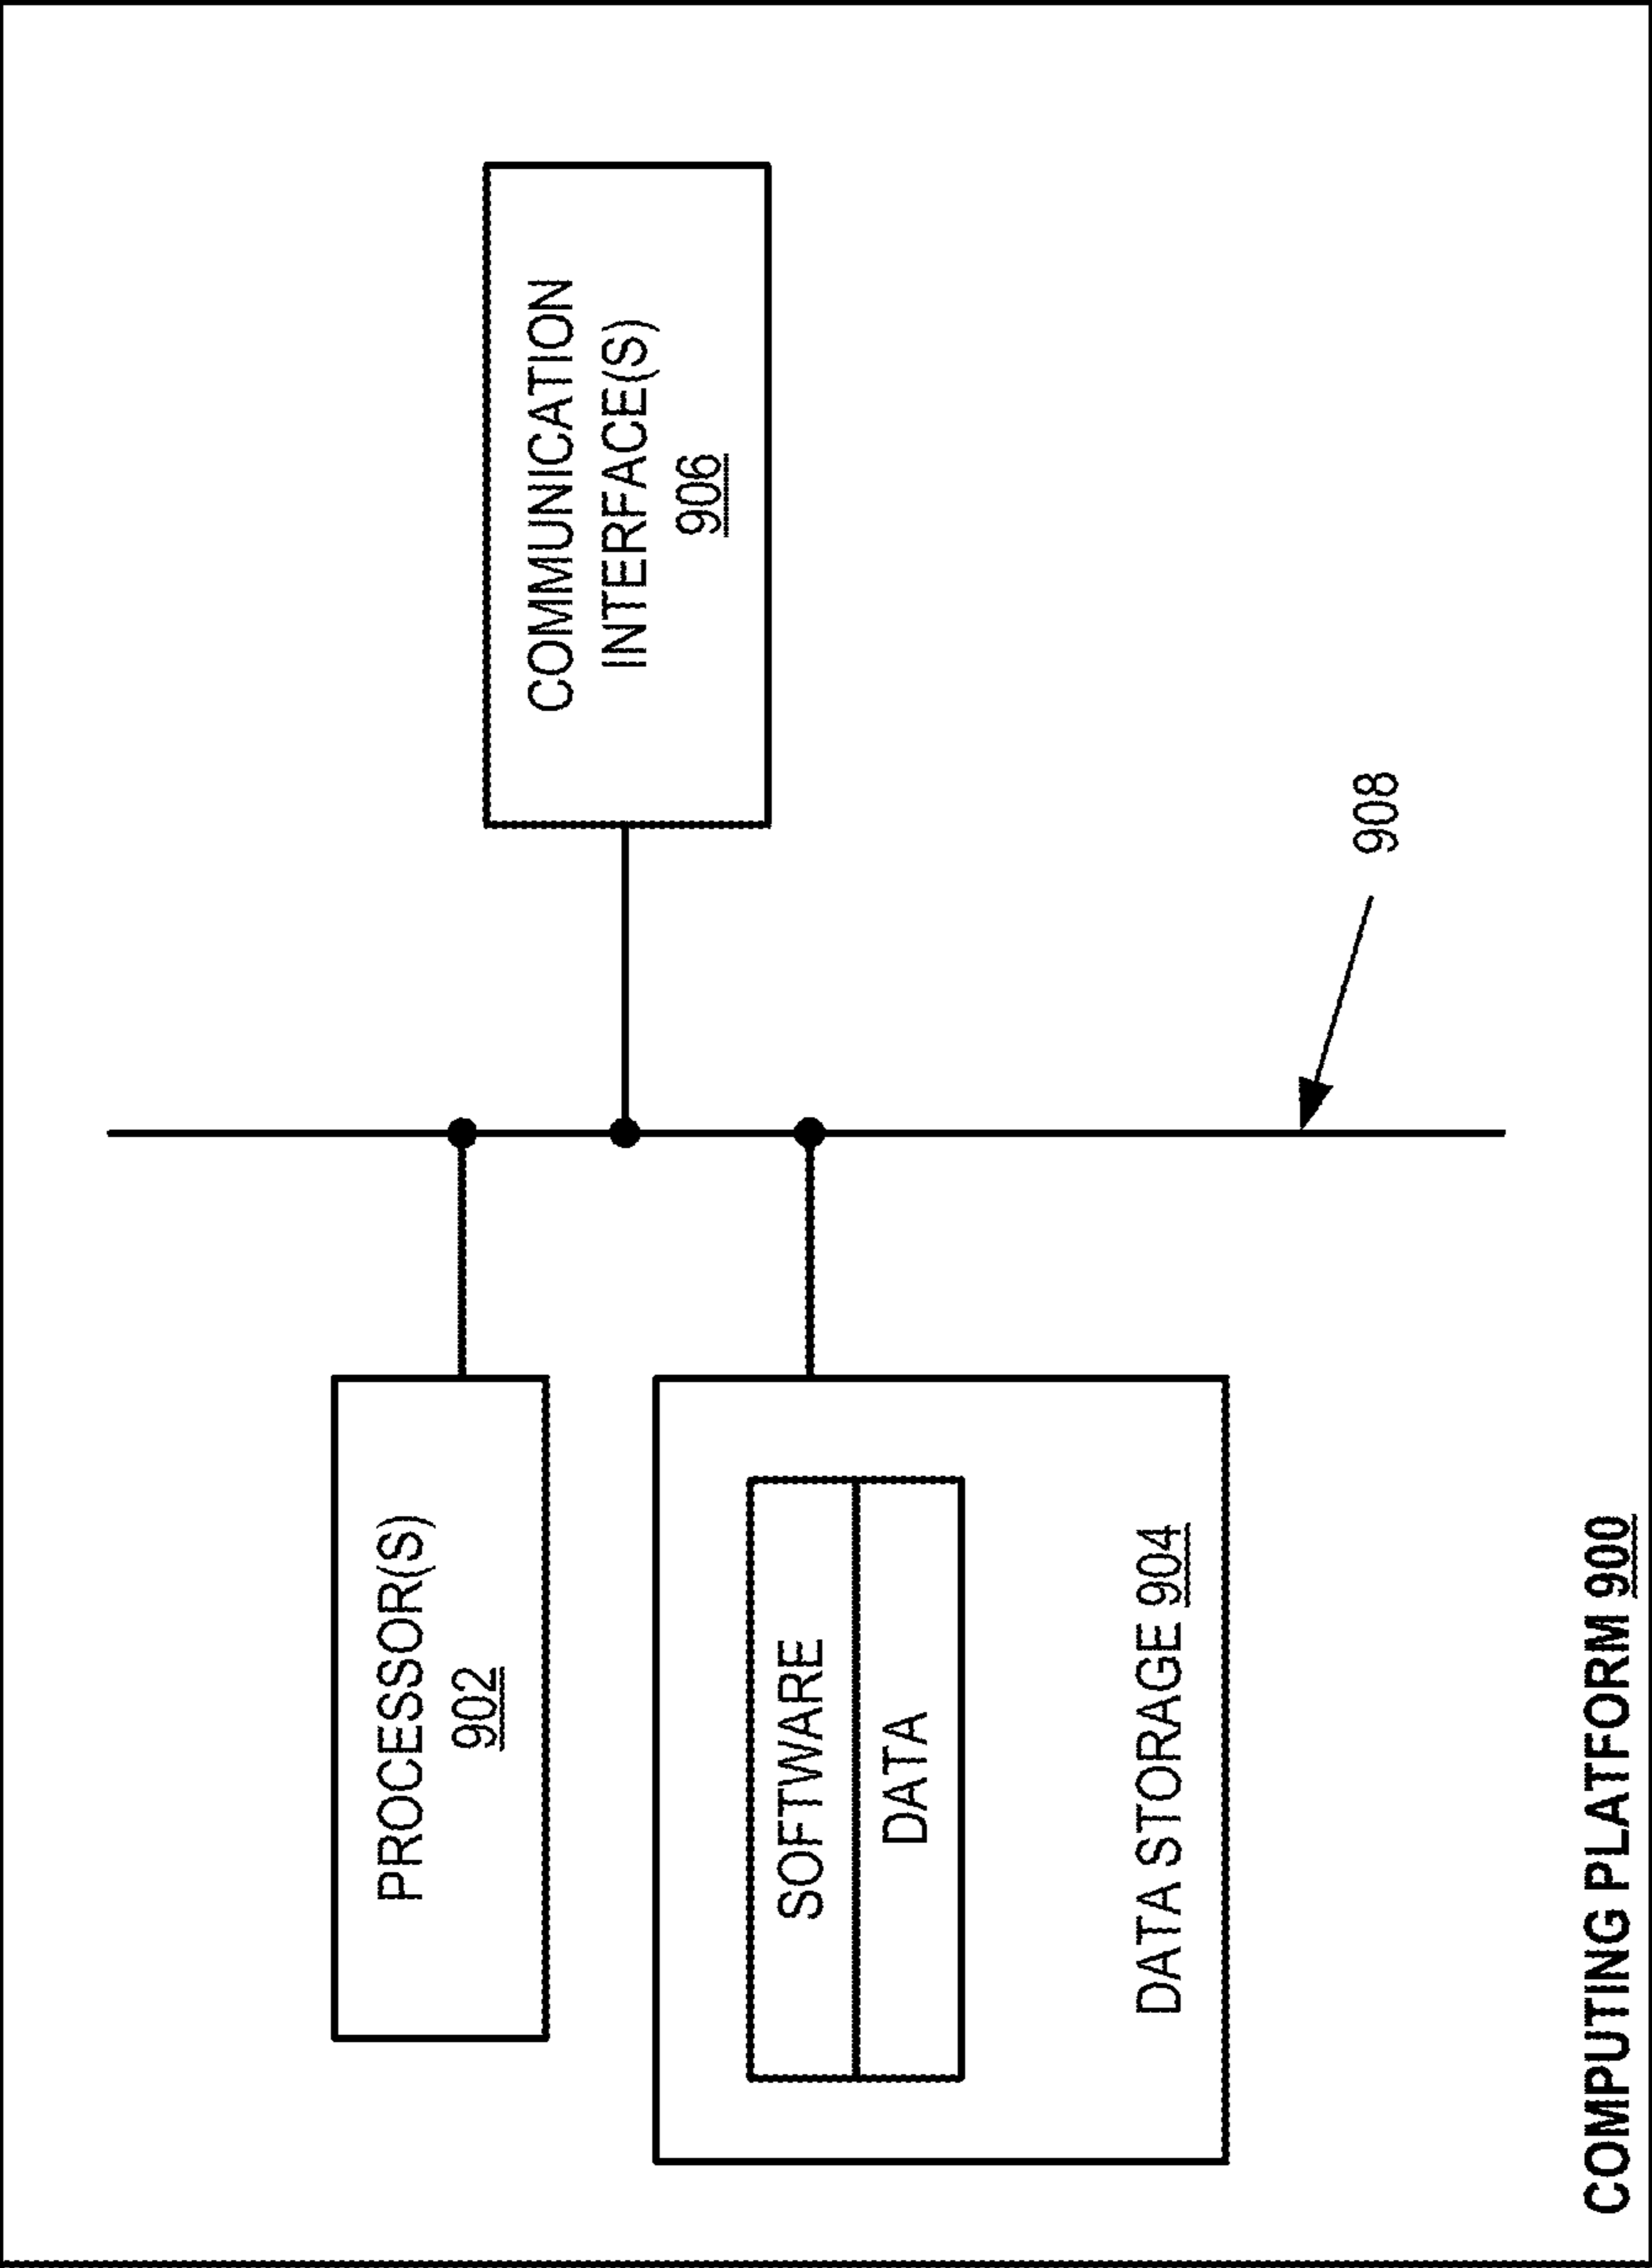 PROCESSOR(S)
902
COMMUNICATION
INTERFACE(S)
906
SOFTWARE
DATA
DATA STORAGE 904
908
COMPUTING PLATFORM 900